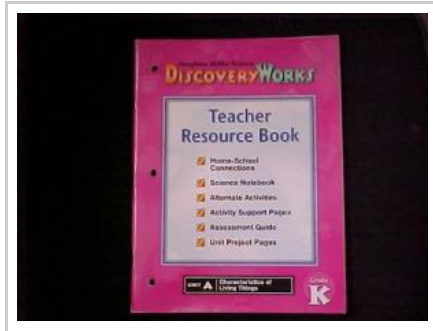 Houghton Mifflin Science
DISCOVERYWORKS
Teacher
Resource Book
Home-School
Connections
Science Notebook
Alternate Activities
Activity Support Pages
Assessment Guide
Unit Project Pages
UNIT A Characteristics of
Living Things
Grade
K